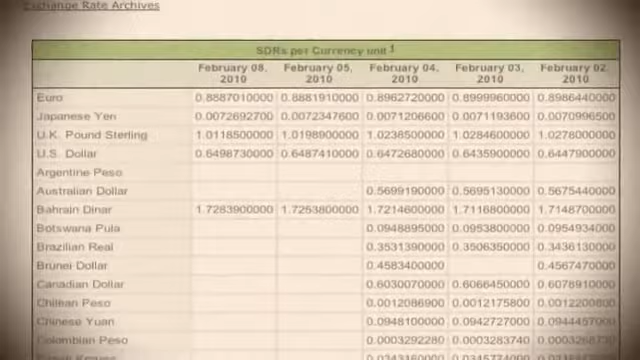 Exchange Rate Archives
SDRs per Currency unit 1
February 08, 2010 February 05, 2010 February 04, 2010 February 03, 2010 February 02, 2010
Euro 0.8887010000 0.8881910000 0.8962720000 0.8999960000 0.8986440000
Japanese Yen 0.0072692700 0.0072347600 0.0071206600 0.0071193600 0.0070996500
U.K. Pound Sterling 1.0118500000 1.0198900000 1.0236500000 1.0284600000 1.0278000000
U.S. Dollar 0.6498730000 0.6487410000 0.6472680000 0.6435900000 0.6447900000
Argentine Peso
Australian Dollar 0.5699190000 0.5695130000 0.5675440000
Bahrain Dinar 1.7283900000 1.7253800000 1.7214600000 1.7116800000 1.7148700000
Botswana Pula 0.0948895000 0.0953800000 0.0954934000
Brazilian Real 0.3531390000 0.3506350000 0.3436130000
Brunei Dollar 0.4583400000 0.4567470000
Canadian Dollar 0.6030070000 0.6066450000 0.6078910000
Chilean Peso 0.0012086900 0.0012175800 0.0012200800
Chinese Yuan 0.0948100000 0.0942727000 0.0944457000
Colombian Peso 0.0003292280 0.0003283740